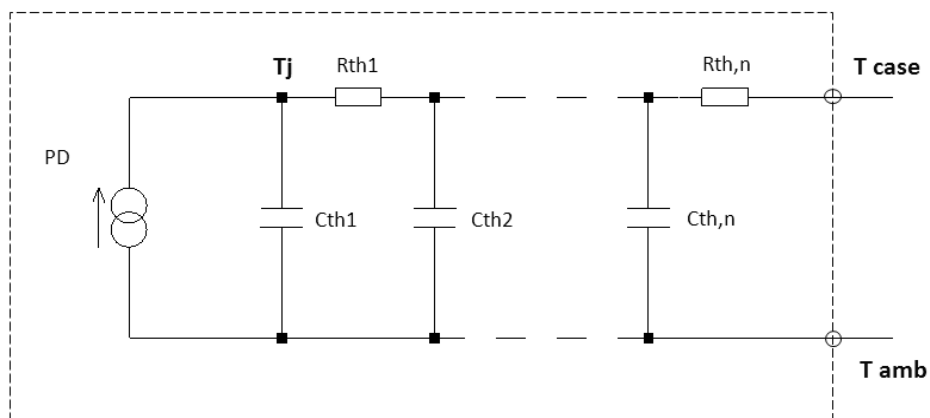 Tj
Rth1
Rth,n
T case
PD
Cth1
Cth2
Cth,n
T amb